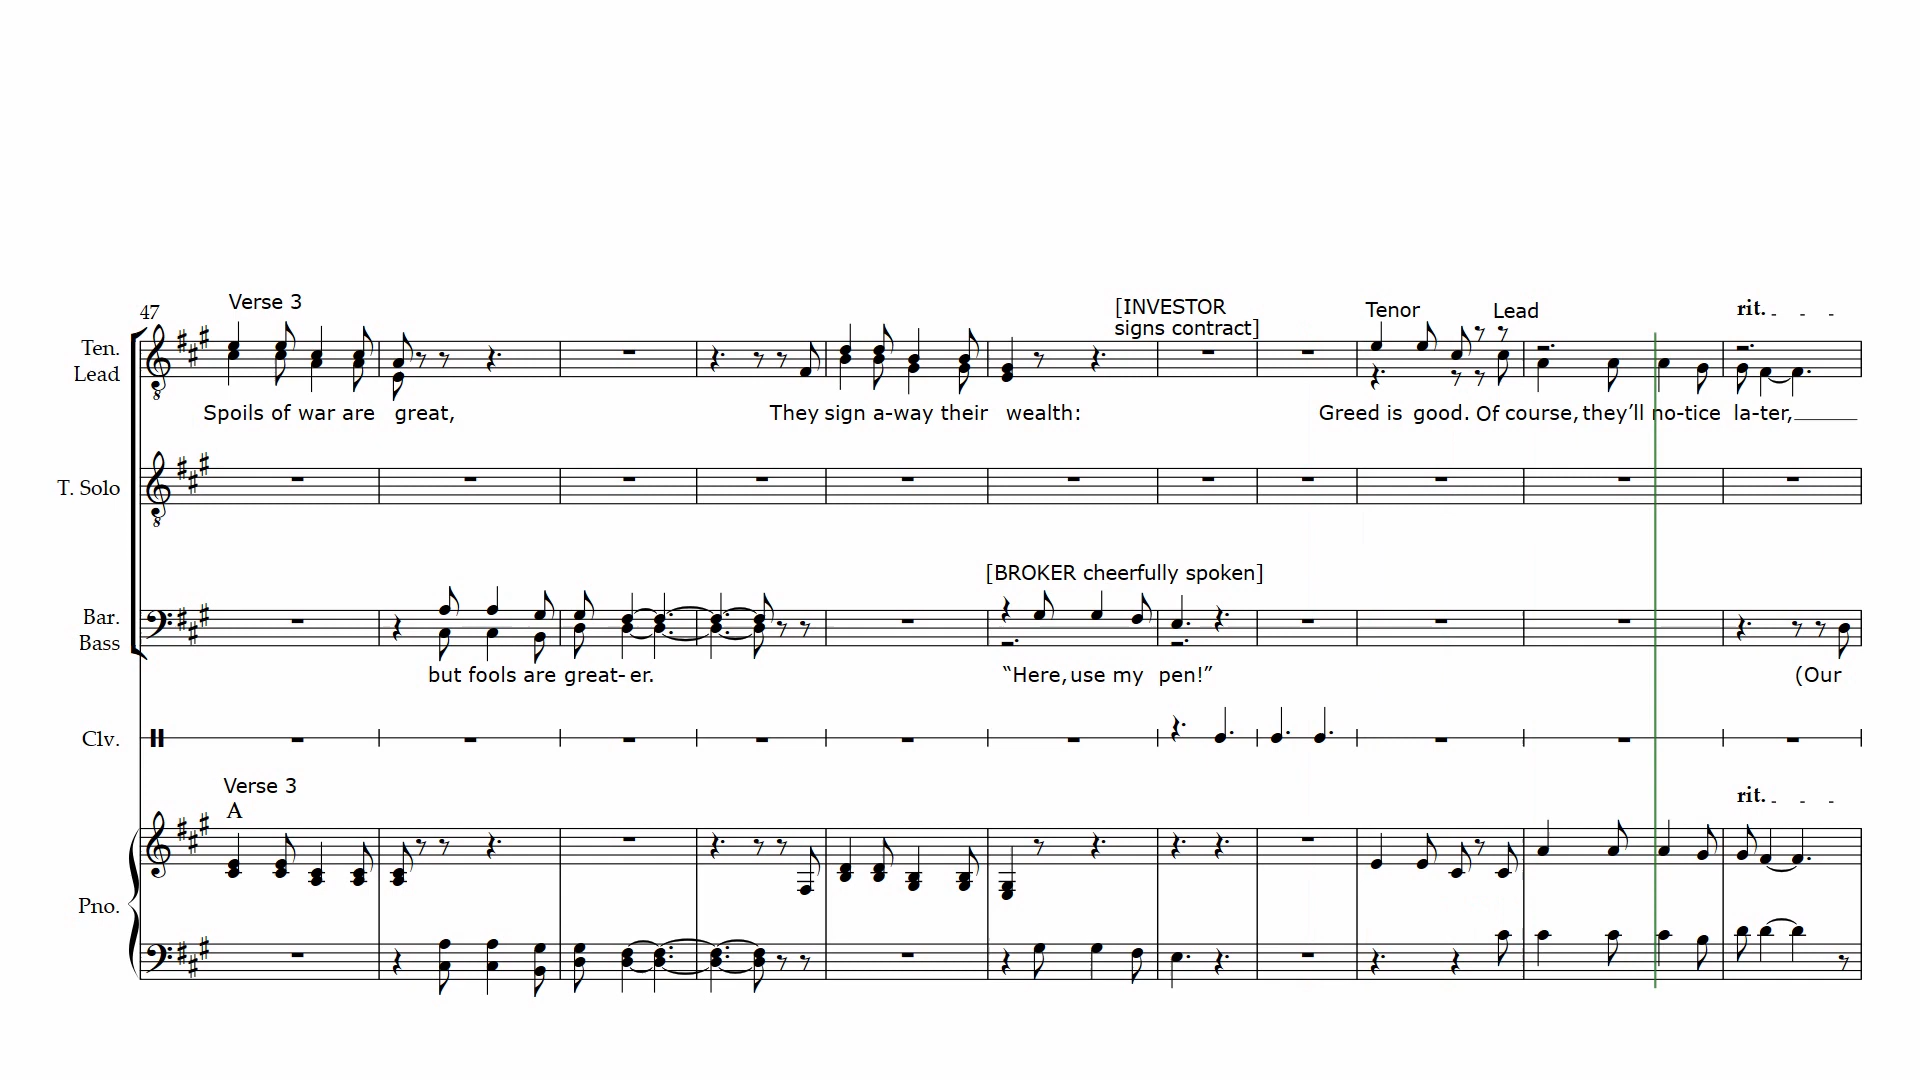 Verse 3
47
[INVESTOR
signs contract]
Tenor
Lead
rit.
Ten.
Lead
8
Spoils of war are great, They sign a-way their wealth: Greed is good. Of course, they’ll no-tice la-ter,
T. Solo
8
[BROKER cheerfully spoken]
Bar.
Bass
but fools are great-er. “Here, use my pen!” (Our
Clv.
Verse 3
A
rit.
Pno.